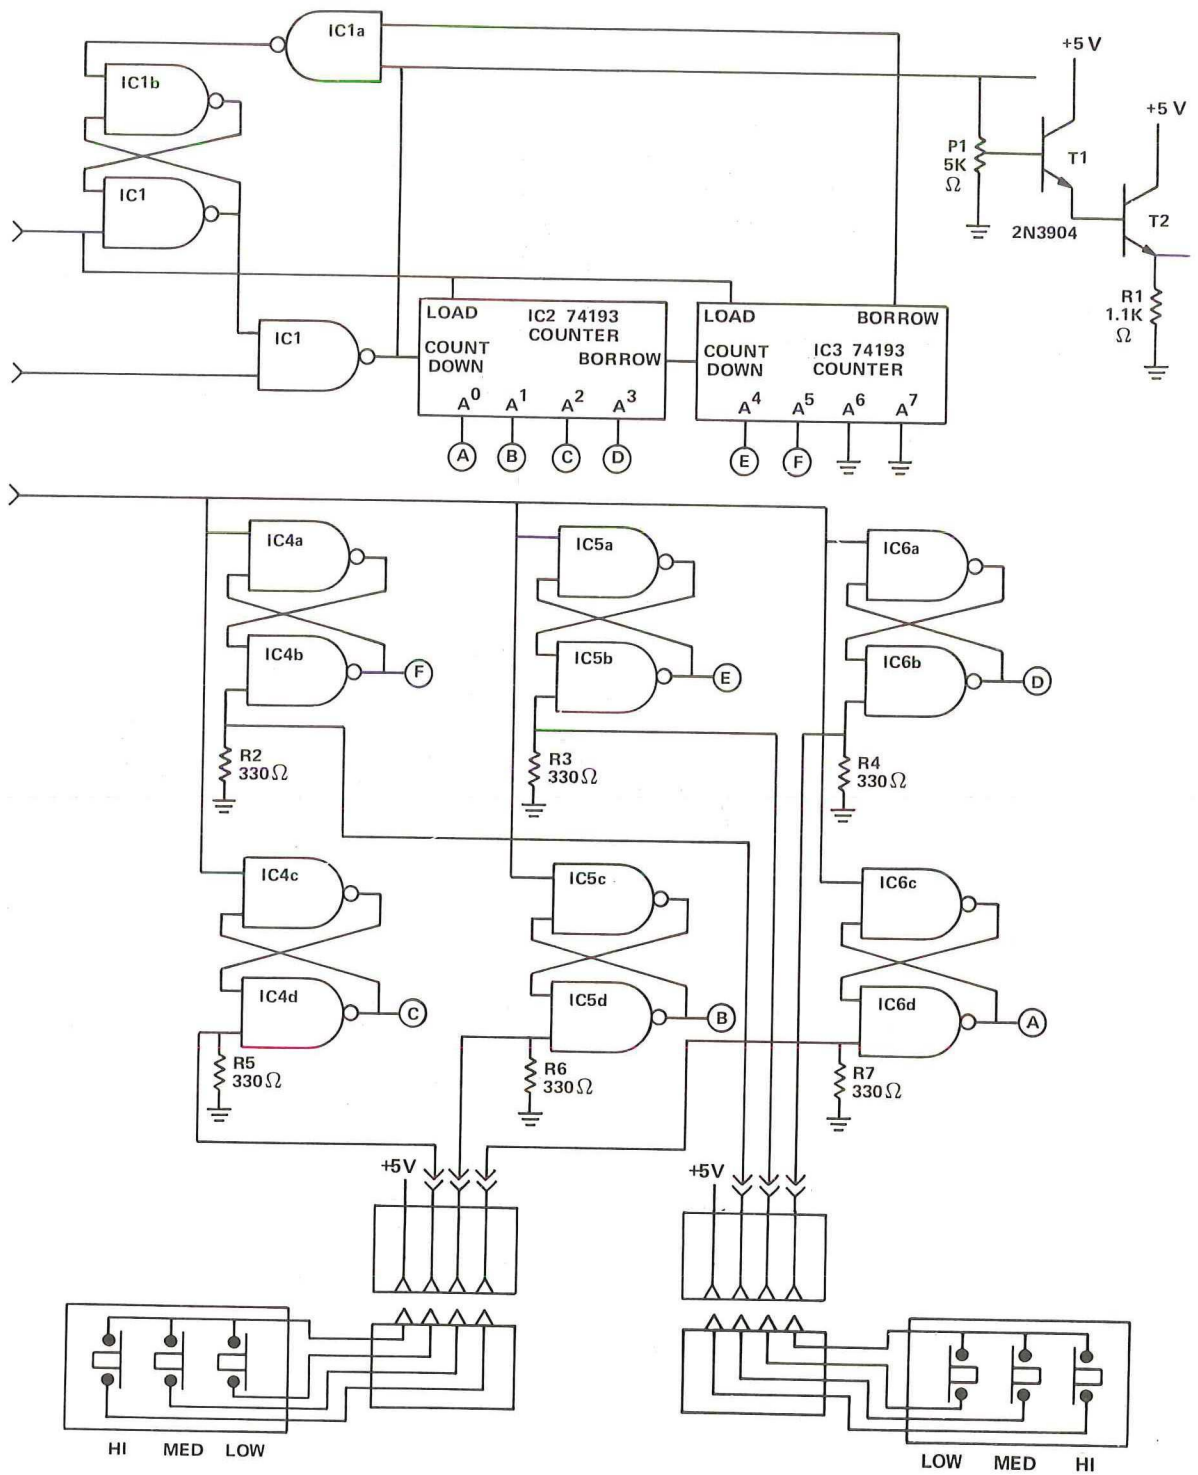 IC1a
+5 V
IC1b
+5 V
P1
5K
Ω
T1
IC1
2N3904
T2
R1
1.1K
Ω
LOAD
IC2 74193
COUNTER
COUNT
DOWN
BORROW
A0 A1 A2 A3
LOAD
BORROW
COUNT
DOWN
IC3 74193
COUNTER
A4 A5 A6 A7
IC1
A B C D
E F
IC4a
IC5a
IC6a
IC4b
F
IC5b
E
IC6b
D
R2
330Ω
R3
330Ω
R4
330Ω
IC4c
IC5c
IC6c
IC4d
C
IC5d
B
IC6d
A
R5
330Ω
R6
330Ω
R7
330Ω
+5V
+5V
HI MED LOW
LOW MED HI